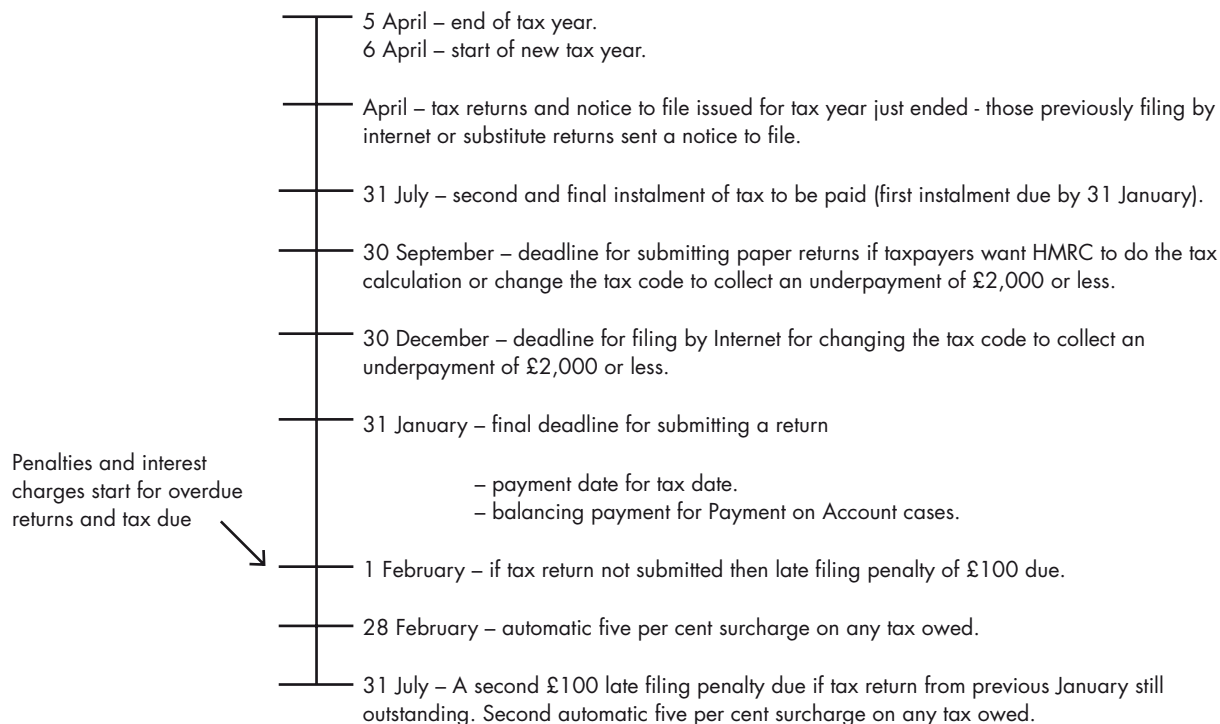 5 April – end of tax year.
6 April – start of new tax year.
April – tax returns and notice to file issued for tax year just ended - those previously filing by
internet or substitute returns sent a notice to file.
31 July – second and final instalment of tax to be paid (first instalment due by 31 January).
30 September – deadline for submitting paper returns if taxpayers want HMRC to do the tax
calculation or change the tax code to collect an underpayment of £2,000 or less.
30 December – deadline for filing by Internet for changing the tax code to collect an
underpayment of £2,000 or less.
31 January – final deadline for submitting a return
– payment date for tax date.
– balancing payment for Payment on Account cases.
Penalties and interest
charges start for overdue
returns and tax due
1 February – if tax return not submitted then late filing penalty of £100 due.
28 February – automatic five per cent surcharge on any tax owed.
31 July – A second £100 late filing penalty due if tax return from previous January still
outstanding. Second automatic five per cent surcharge on any tax owed.